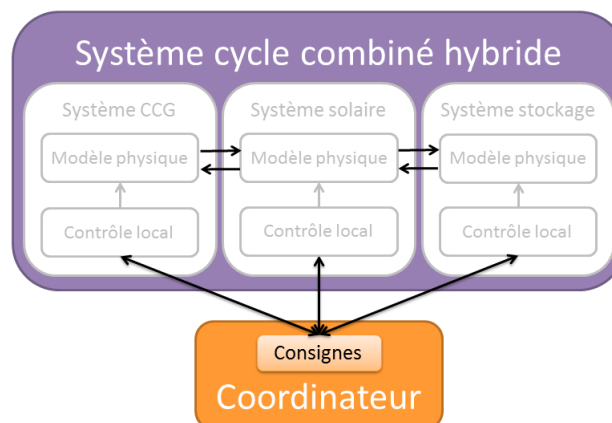 Système cycle combiné hybride
Système CCG
Système solaire
Système stockage
Modèle physique
Modèle physique
Modèle physique
Contrôle local
Contrôle local
Contrôle local
Consignes
Coordinateur